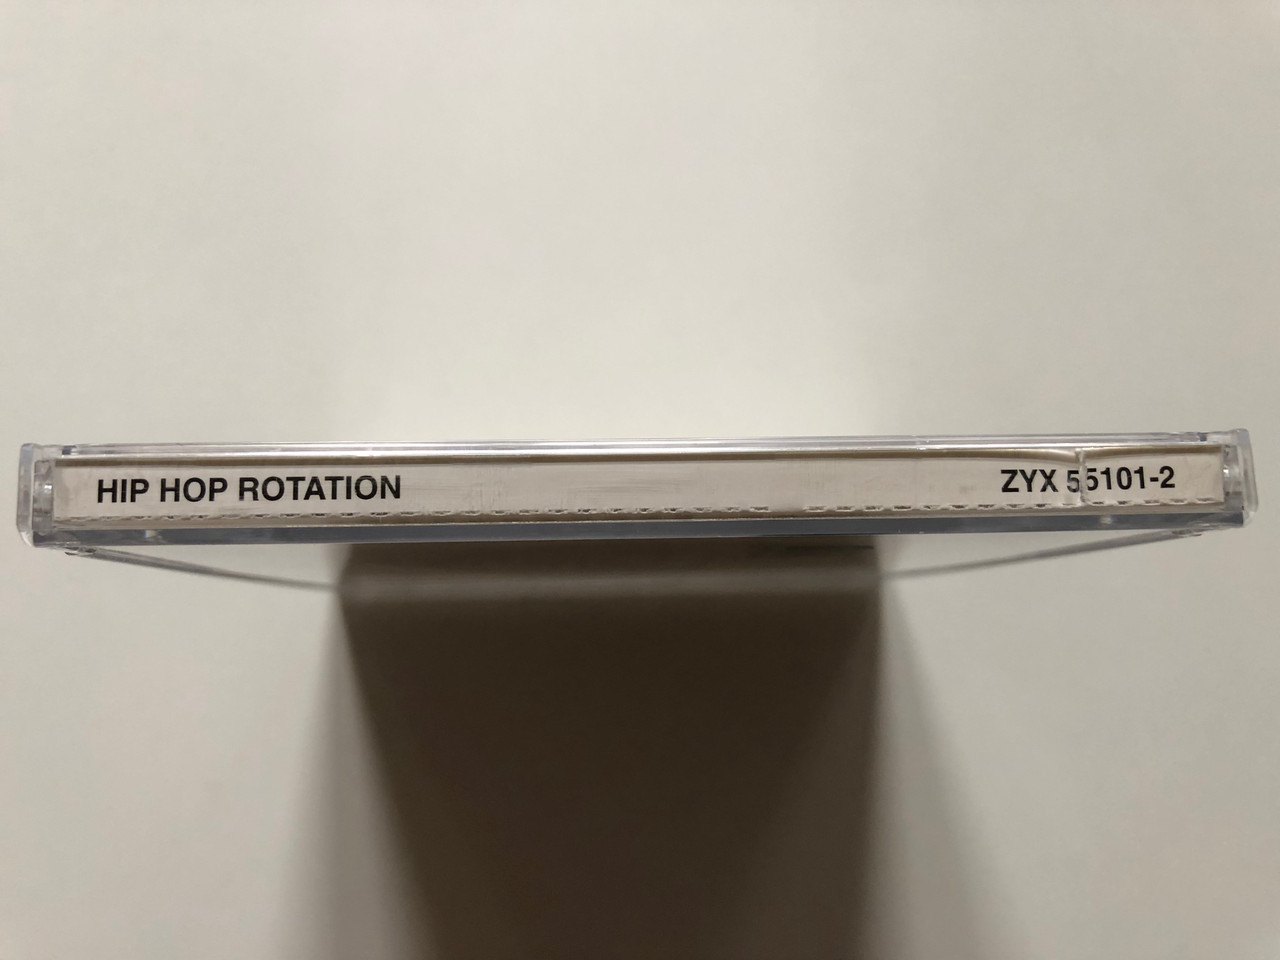 HIP HOP ROTATION ZYX 55101-2